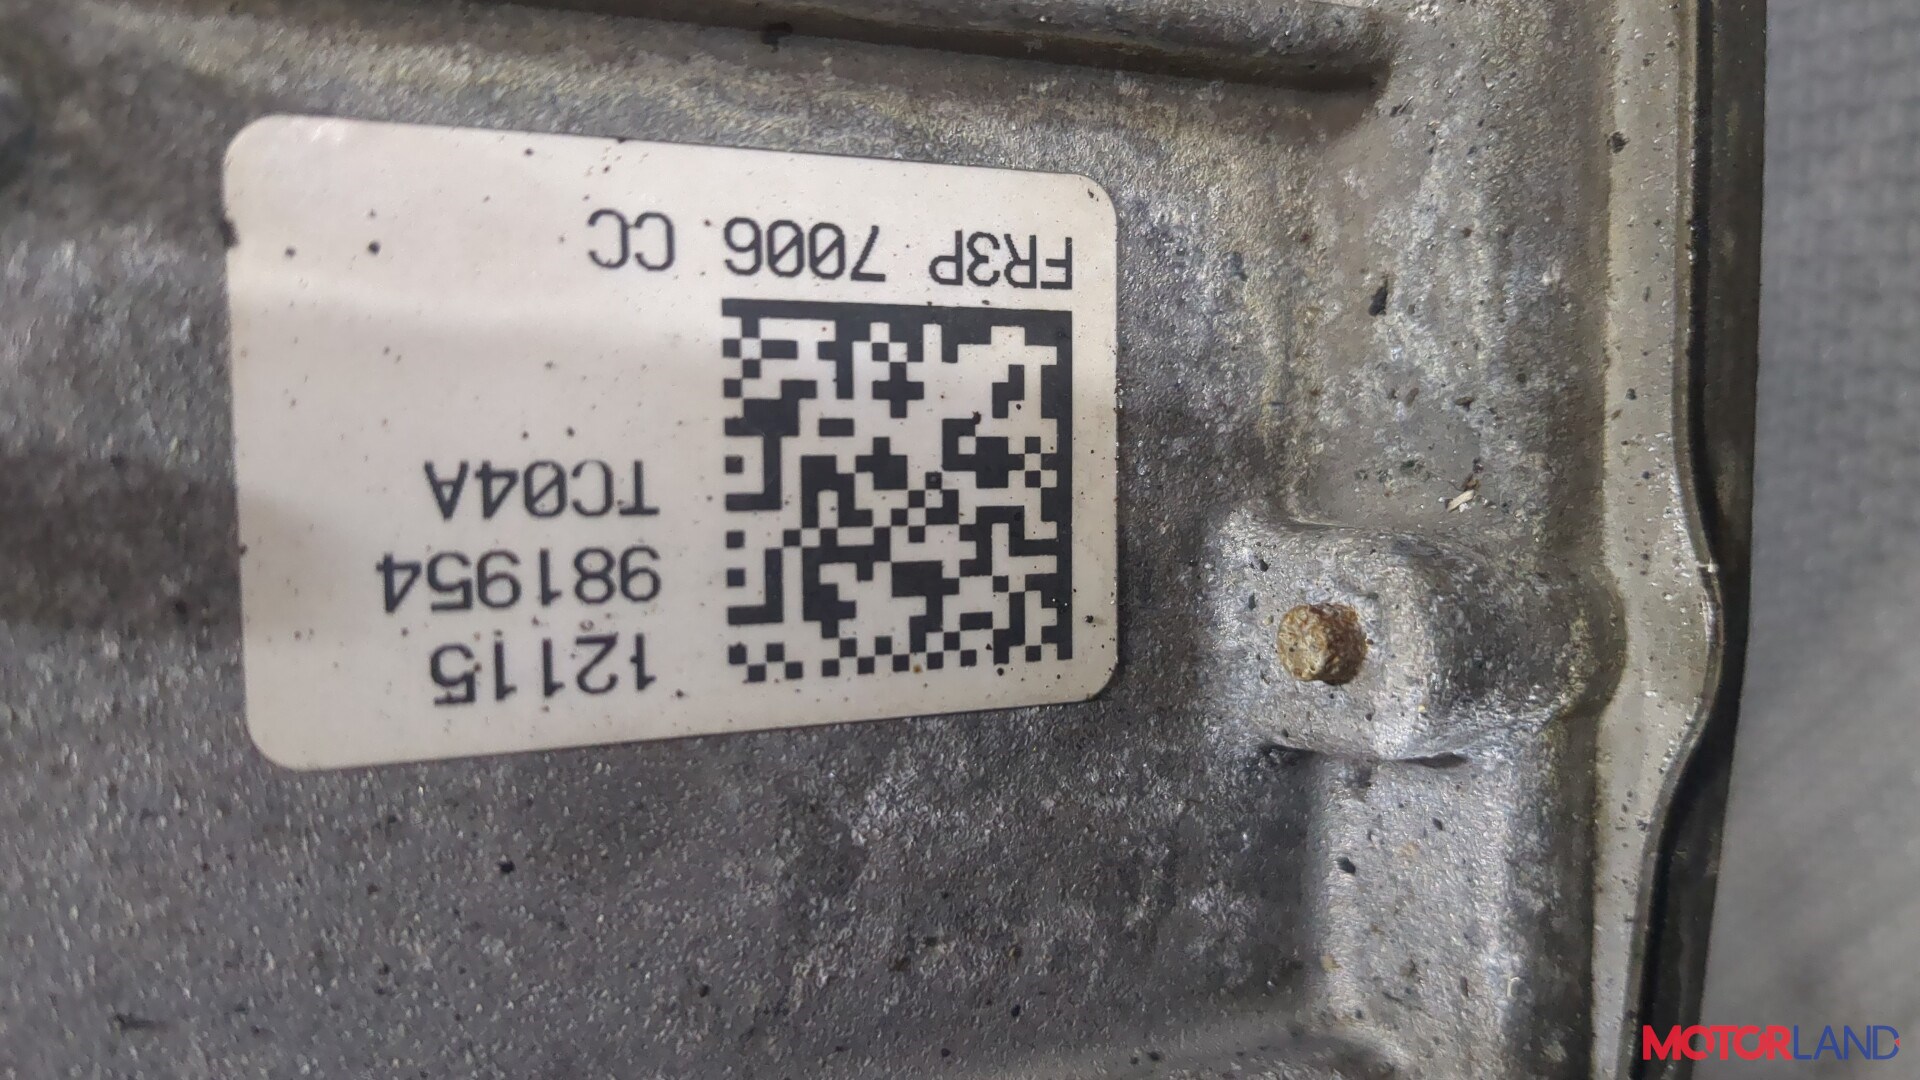 FR3P 7006 CC
TC04A
981954
12115
MOTORLAND